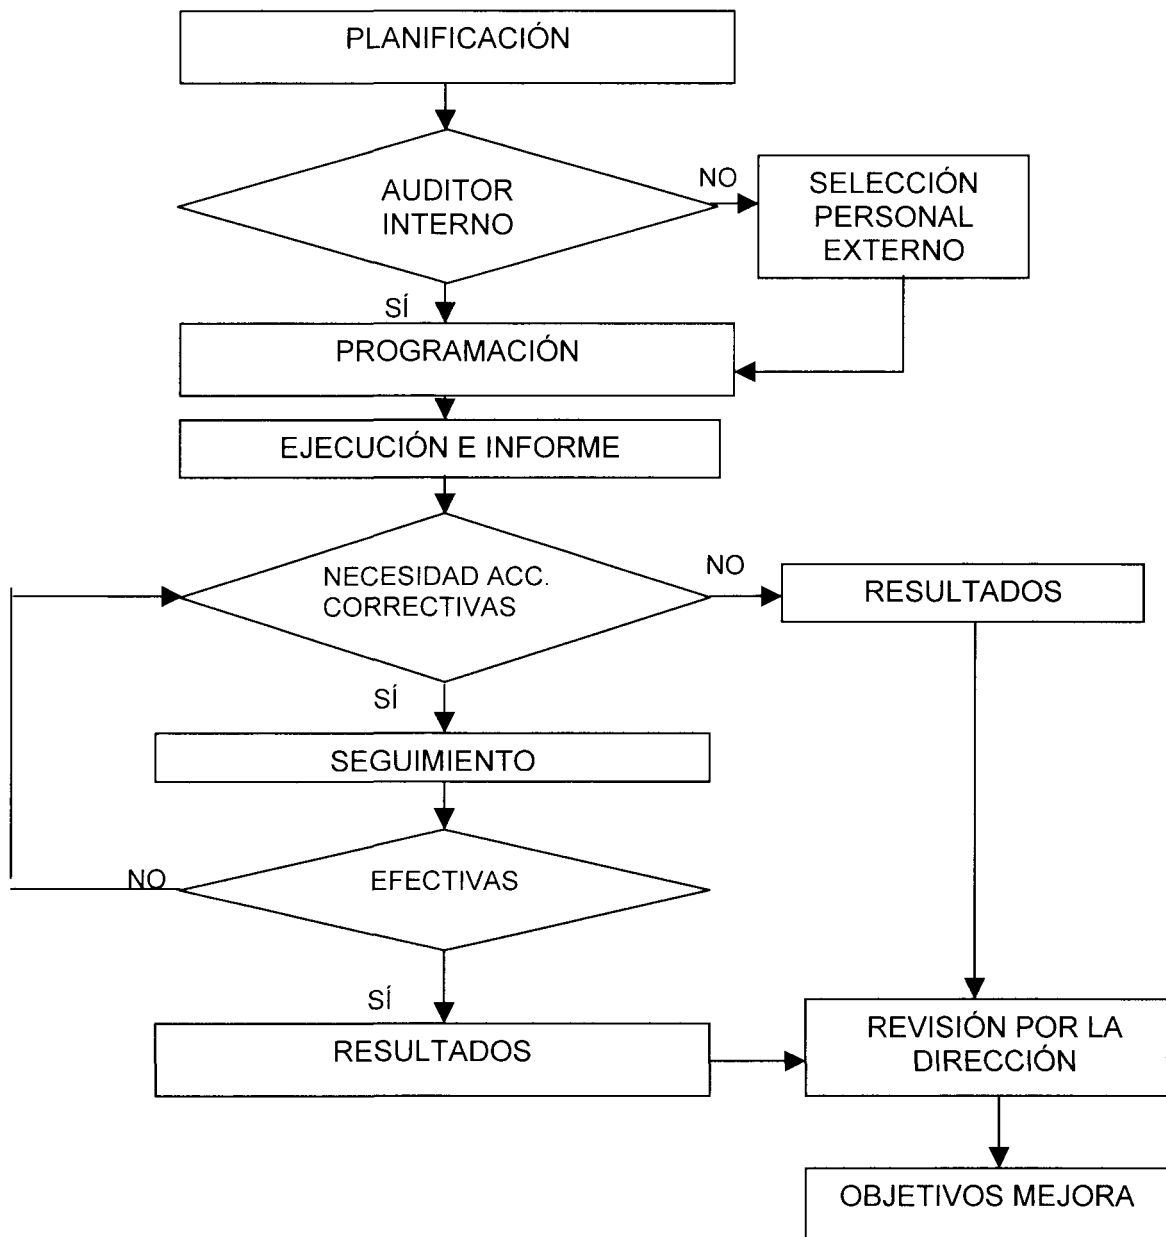 PLANIFICACIÓN
AUDITOR
INTERNO
NO
SELECCIÓN
PERSONAL
EXTERNO
SÍ
PROGRAMACIÓN
EJECUCIÓN E INFORME
NECESIDAD ACC.
CORRECTIVAS
NO
RESULTADOS
SÍ
SEGUIMIENTO
EFECTIVAS
NO
SÍ
RESULTADOS
REVISIÓN POR LA
DIRECCIÓN
OBJETIVOS MEJORA